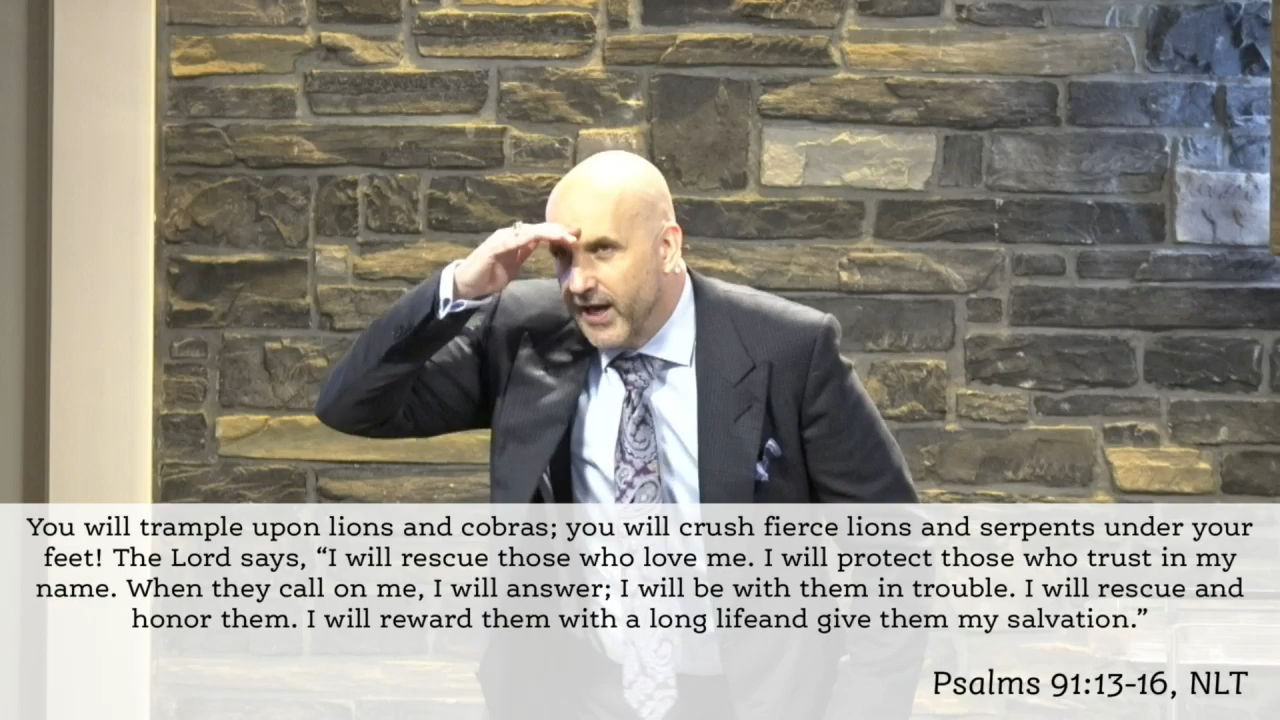 You will trample upon lions and cobras; you will crush fierce lions and serpents under your
feet! The Lord says, “I will rescue those who love me. I will protect those who trust in my
name. When they call on me, I will answer; I will be with them in trouble. I will rescue and
honor them. I will reward them with a long lifeand give them my salvation.”
Psalms 91:13-16, NLT